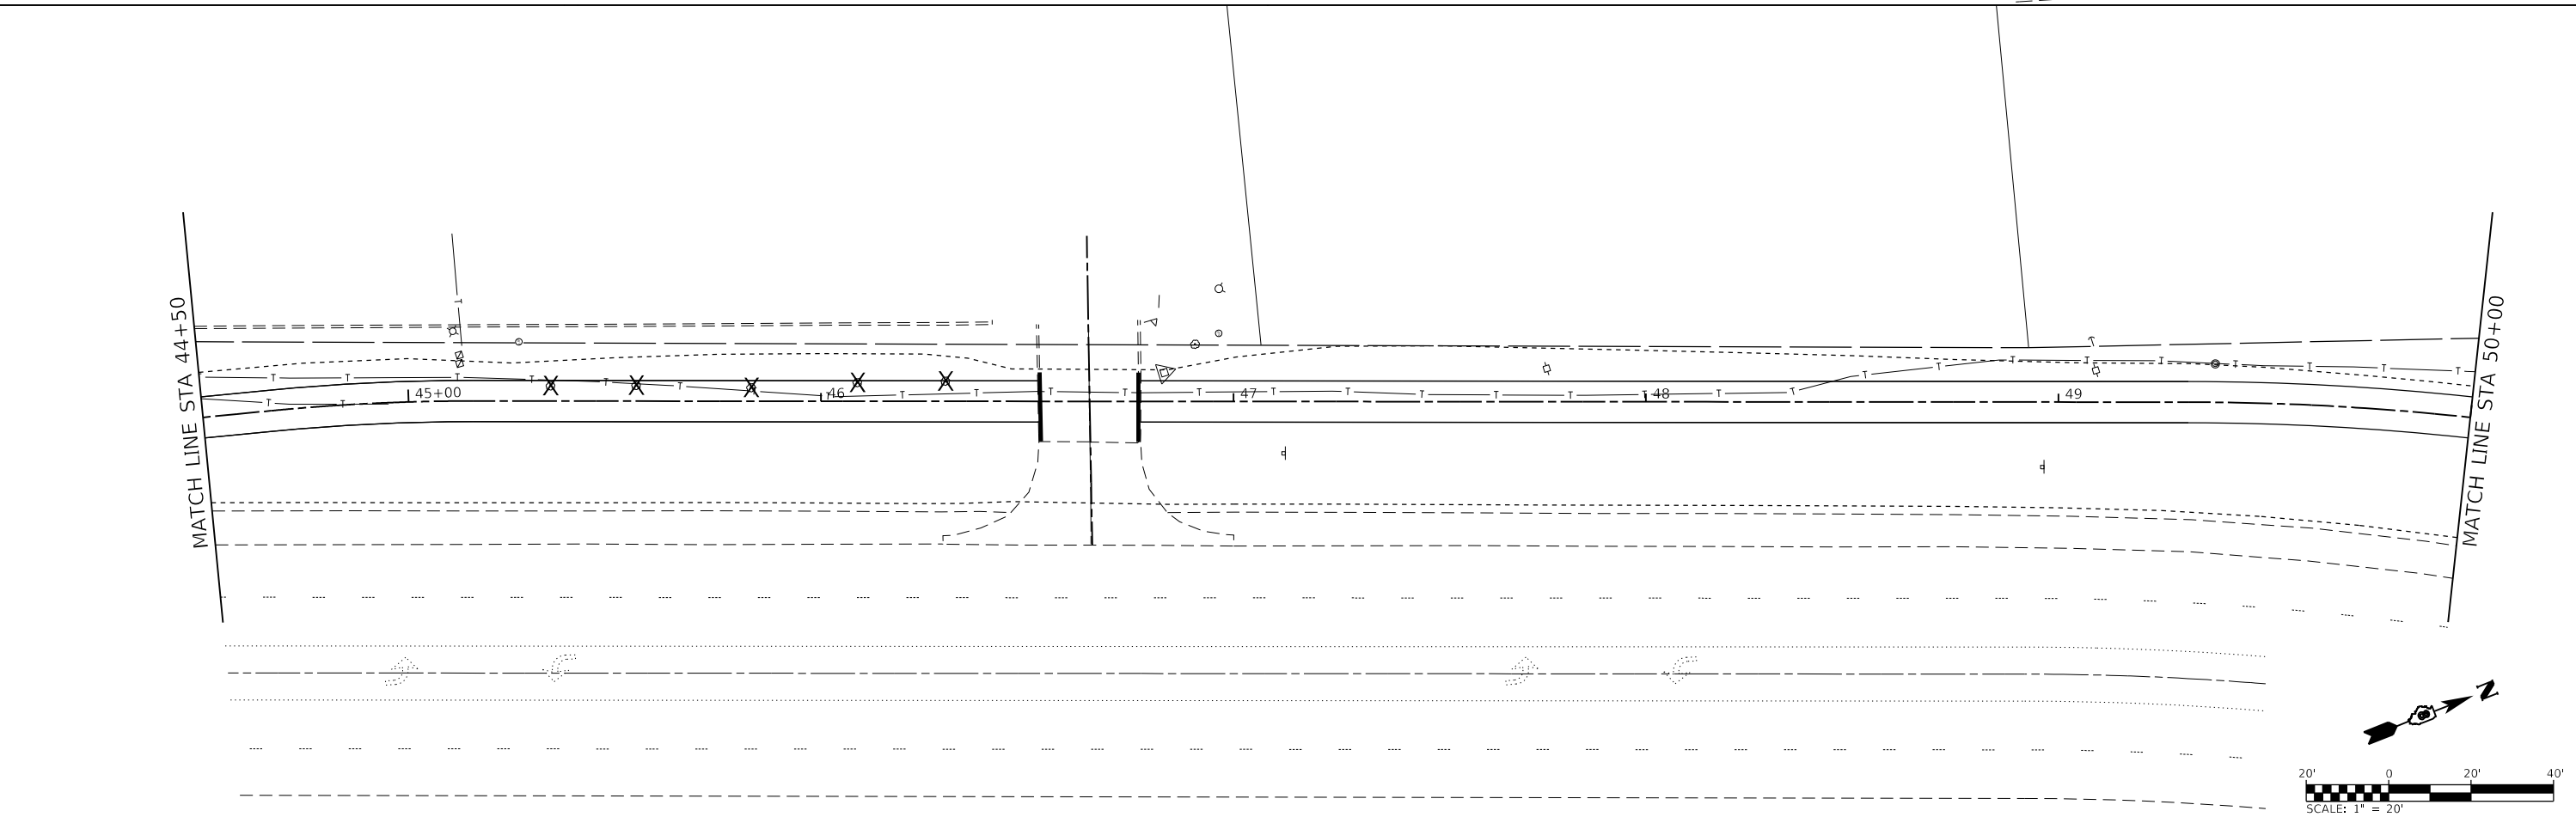 MATCH LINE STA 44+50
45+00
46
47
48
49
MATCH LINE STA 50+00
N
20' 0 20' 40'
SCALE: 1" = 20'